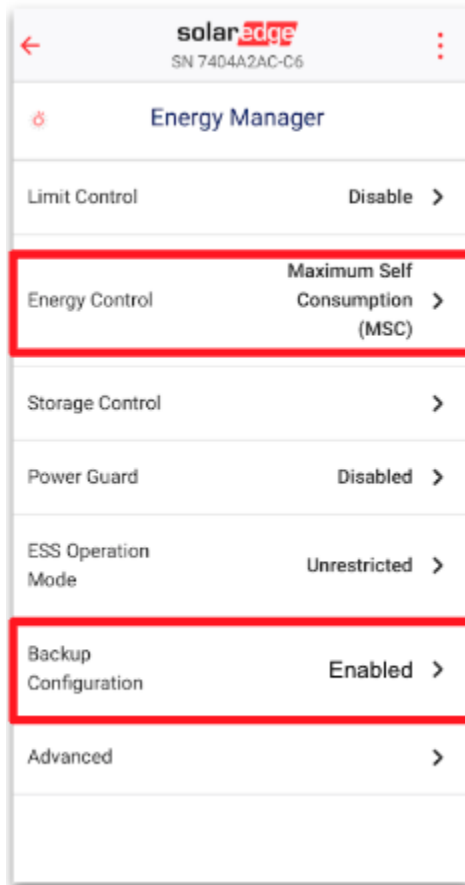 solaredge
SN 7404A2AC-C6
Energy Manager
Limit Control Disable
Energy Control Maximum Self
Consumption
(MSC)
Storage Control
Power Guard Disabled
ESS Operation
Mode Unrestricted
Backup
Configuration Enabled
Advanced